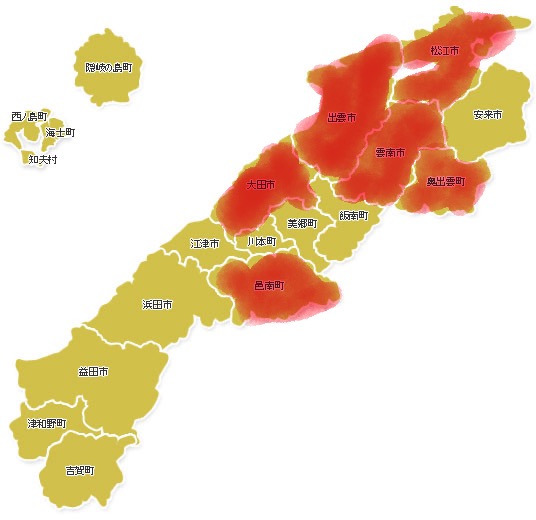 松江市
隠岐の島町
安来市
出雲市
西ノ島町
海士町
知夫村
雲南市
奥出雲町
大田市
飯南町
美郷町
川本町
江津市
邑南町
浜田市
益田市
津和野町
吉賀町